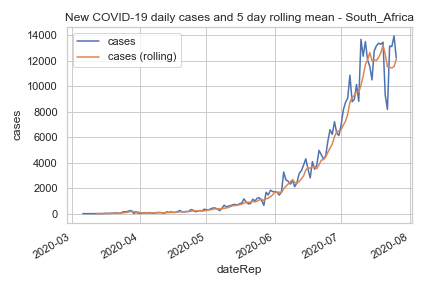 New COVID-19 daily cases and 5 day rolling mean - South_Africa
cases
cases (rolling)
14000
12000
10000
8000
6000
4000
2000
0
cases
2020-03
2020-04
2020-05
2020-06
2020-07
2020-08
dateRep